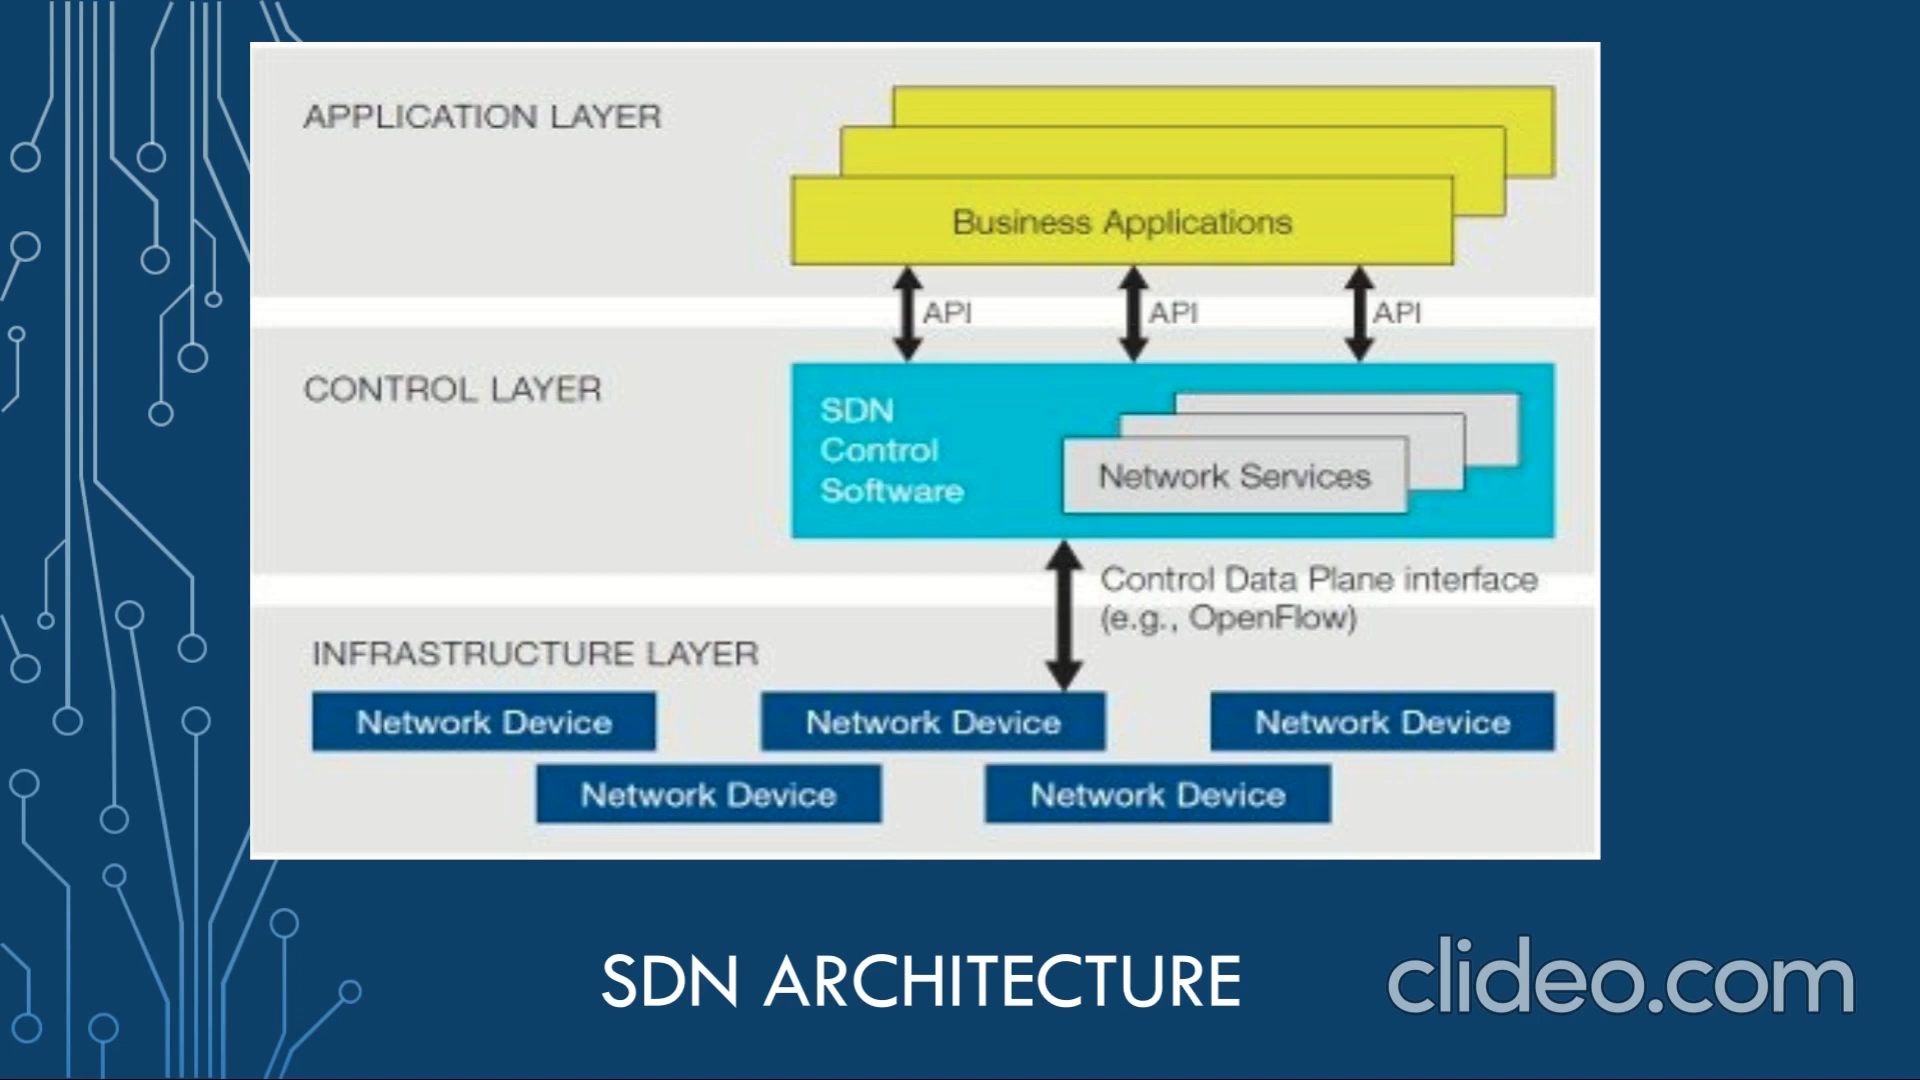 APPLICATION LAYER
Business Applications
API
API
API
CONTROL LAYER
SDN
Control
Software
Network Services
Control Data Plane interface
(e.g., OpenFlow)
INFRASTRUCTURE LAYER
Network Device
Network Device
Network Device
Network Device
Network Device
SDN ARCHITECTURE
clideo.com